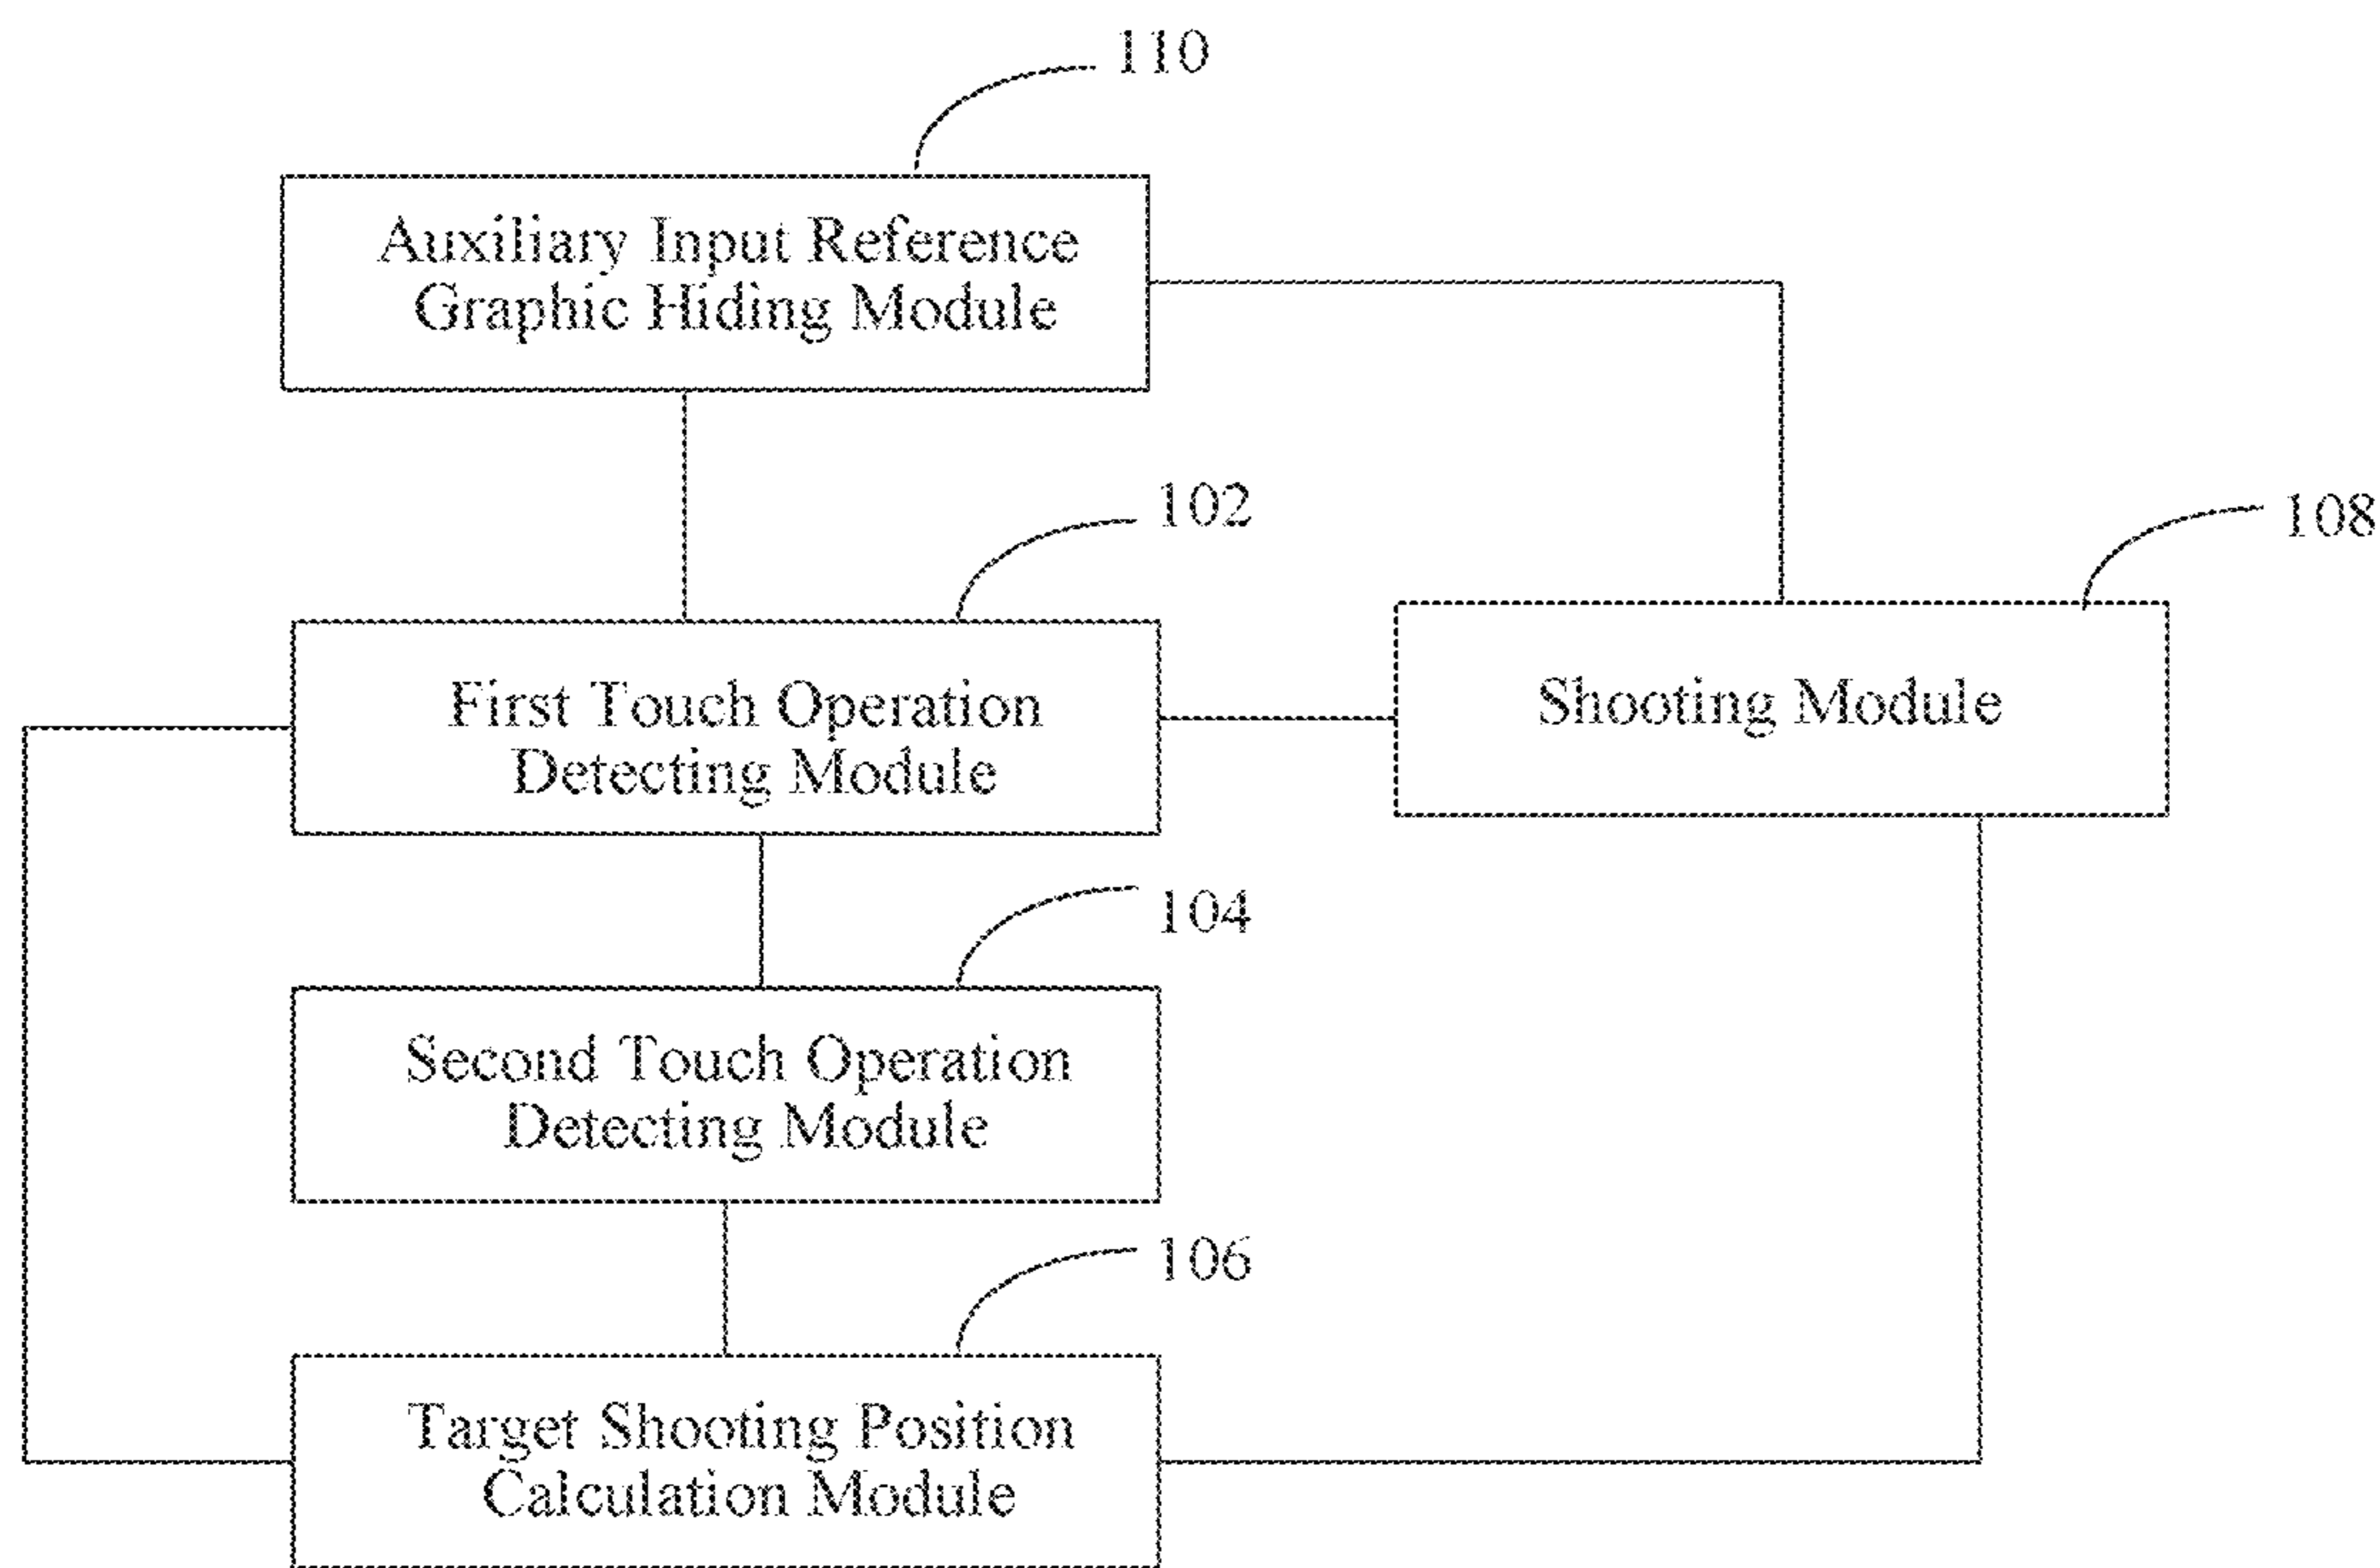 110
Auxiliary Input Reference
Graphic Hiding Module
102
108
First Touch Operation
Detecting Module
Shooting Module
104
Second Touch Operation
Detecting Module
106
Target Shooting Position
Calculation Module